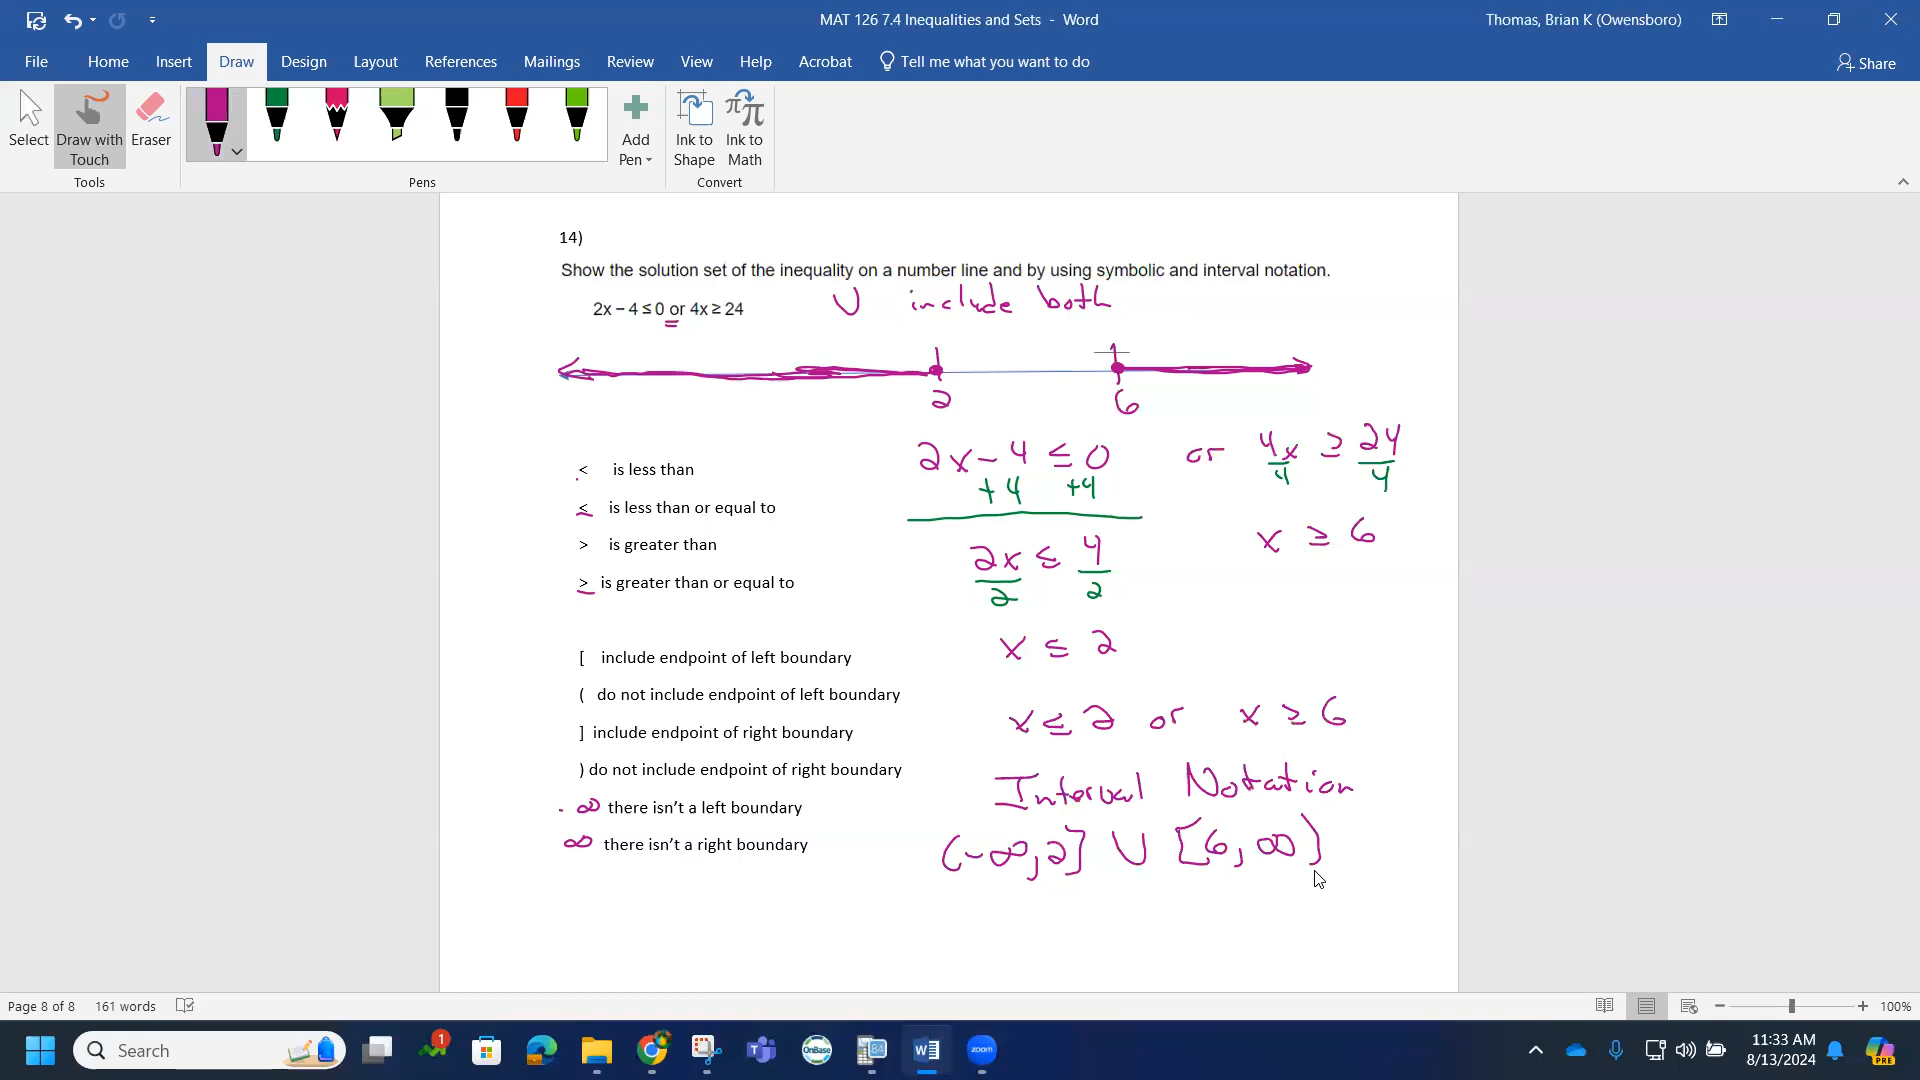 MAT 126 7.4 Inequalities and Sets - Word
Thomas, Brian K (Owensboro)
File Home Insert Draw Design Layout References Mailings Review View Help Acrobat Tell me what you want to do
Share
Select
Draw with Touch
Eraser
Add Pen
Ink to Shape
Ink to Math
Tools
Pens
Convert
14)
Show the solution set of the inequality on a number line and by using symbolic and interval notation.
2x − 4 ≤ 0 or 4x ≥ 24
∪ include both
2 6
2x − 4 ≤ 0 or 4x ≥ 24
+4 +4 4 4
2x ≤ 4 x ≥ 6
2 2
x ≤ 2
x ≤ 2 or x ≥ 6
Interval Notation
(-∞, 2] ∪ [6, ∞)
< is less than
≤ is less than or equal to
> is greater than
≥ is greater than or equal to
[ include endpoint of left boundary
( do not include endpoint of left boundary
] include endpoint of right boundary
) do not include endpoint of right boundary
- ∞ there isn't a left boundary
∞ there isn't a right boundary
Page 8 of 8 161 words
100%
Search
1
OnBase
84
zoom
11:33 AM
8/13/2024
PRE